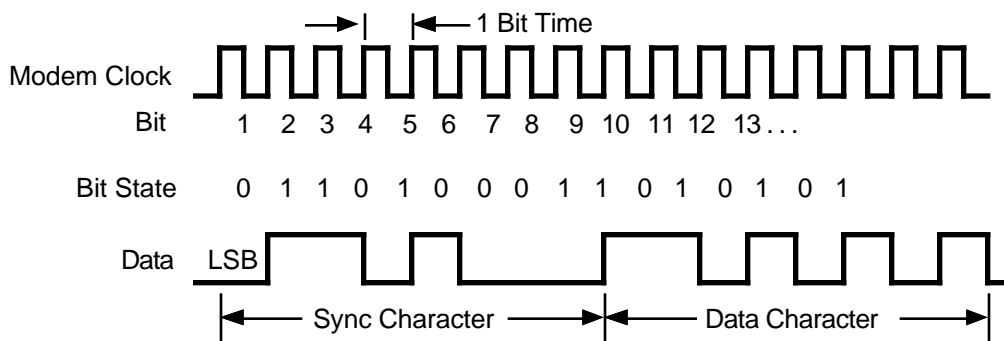 1 Bit Time
Modem Clock
Bit 1 2 3 4 5 6 7 8 9 10 11 12 13 . . .
Bit State 0 1 1 0 1 0 0 0 1 1 0 1 0 1 0 1
Data LSB
Sync Character Data Character